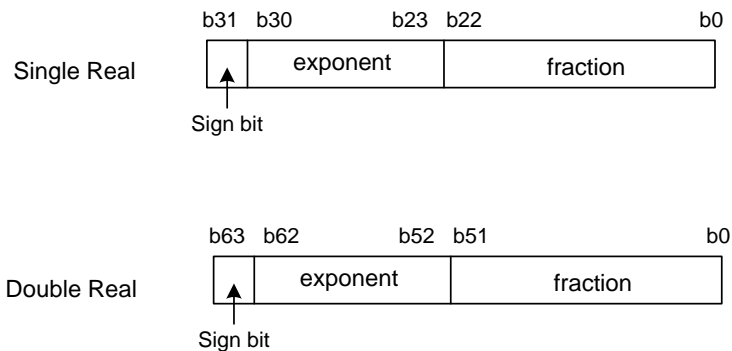 b31 b30 b23 b22 b0
Single Real
exponent
fraction
Sign bit
b63 b62 b52 b51 b0
Double Real
exponent
fraction
Sign bit